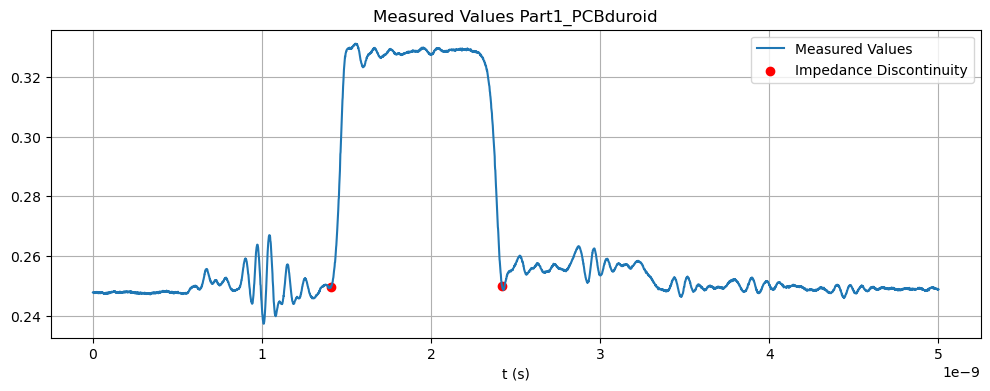 Measured Values Part1_PCBduroid
Measured Values
Impedance Discontinuity
0.32
0.30
0.28
0.26
0.24
0 1 2 3 4 5
1e−9
t (s)